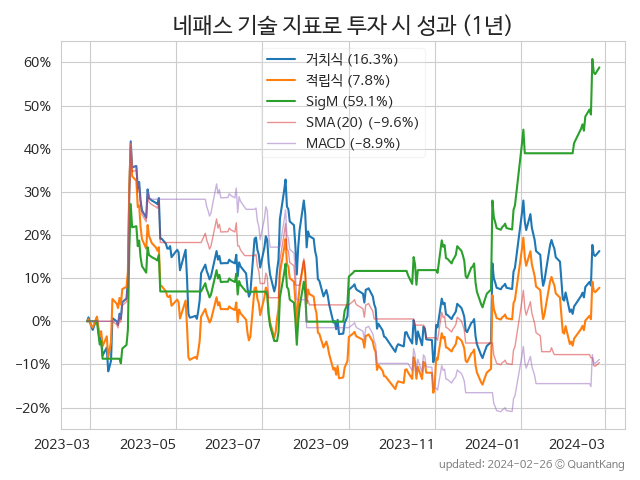 네패스 기술 지표로 투자 시 성과 (1년)
거치식 (16.3%)
적립식 (7.8%)
SigM (59.1%)
SMA(20) (−9.6%)
MACD (−8.9%)
60%
50%
40%
30%
20%
10%
0%
−10%
−20%
2023-03 2023-05 2023-07 2023-09 2023-11 2024-01 2024-03
updated: 2024-02-26 ⓒ QuantKang